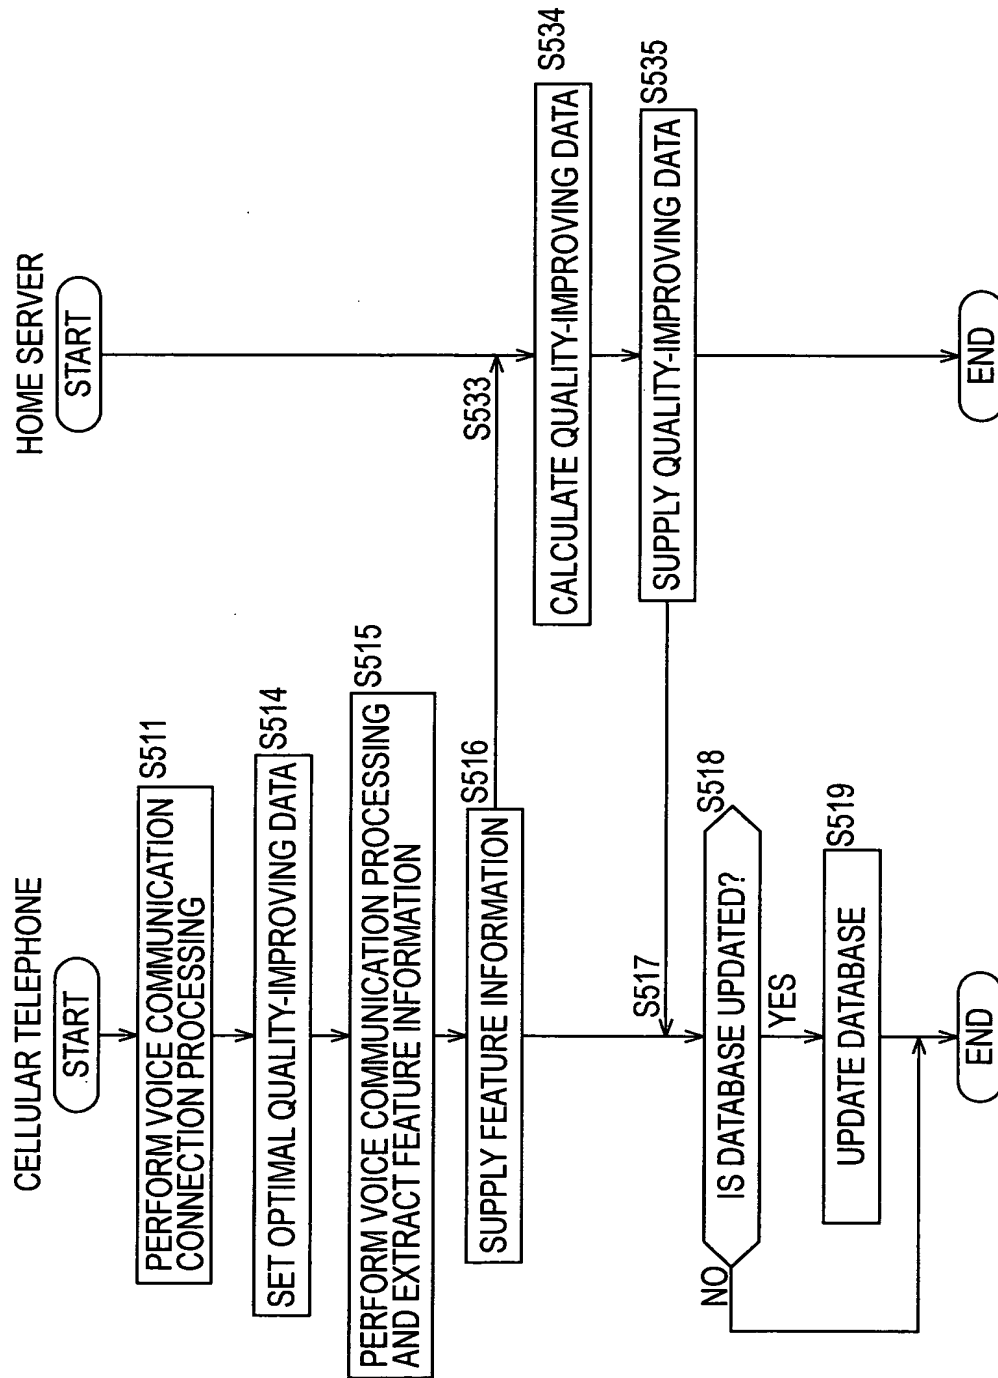 CELLULAR TELEPHONE
START
PERFORM VOICE COMMUNICATION
CONNECTION PROCESSING
S511
SET OPTIMAL QUALITY-IMPROVING DATA
S514
PERFORM VOICE COMMUNICATION PROCESSING
AND EXTRACT FEATURE INFORMATION
S515
SUPPLY FEATURE INFORMATION
S516
S517
IS DATABASE UPDATED?
S518
NO
YES
UPDATE DATABASE
S519
END
HOME SERVER
START
S533
CALCULATE QUALITY-IMPROVING DATA
S534
SUPPLY QUALITY-IMPROVING DATA
S535
END